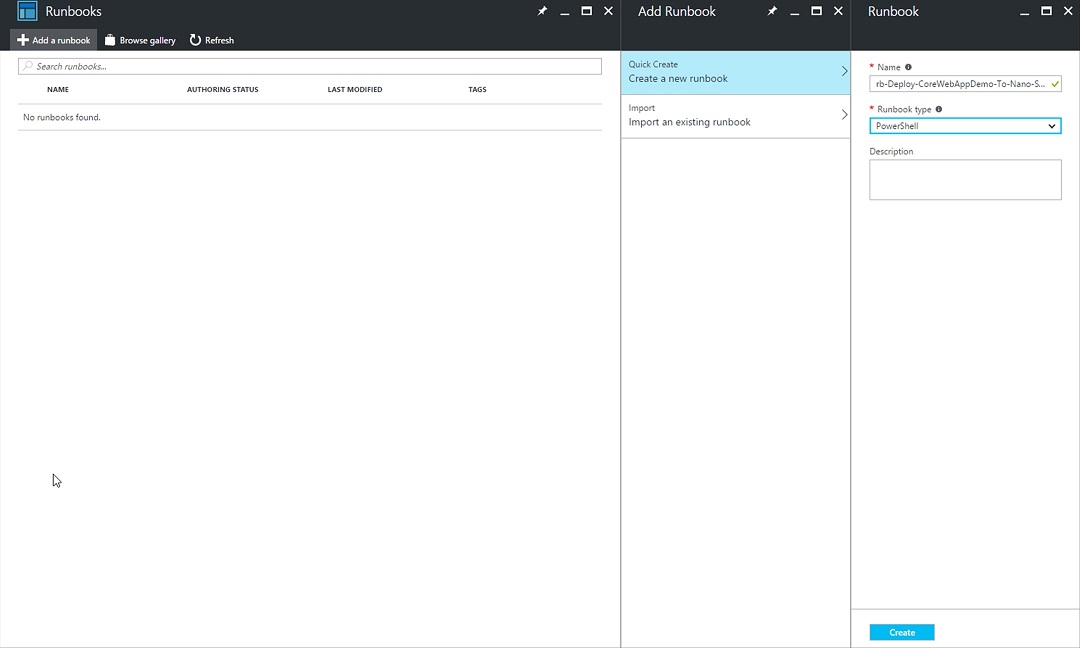 Runbooks
Add a runbook Browse gallery Refresh
Search runbooks...
NAME AUTHORING STATUS LAST MODIFIED TAGS
No runbooks found.
Add Runbook
Quick Create
Create a new runbook
Import
Import an existing runbook
Runbook
* Name
rb-Deploy-CoreWebAppDemo-To-Nano-S...
* Runbook type
PowerShell
Description
Create